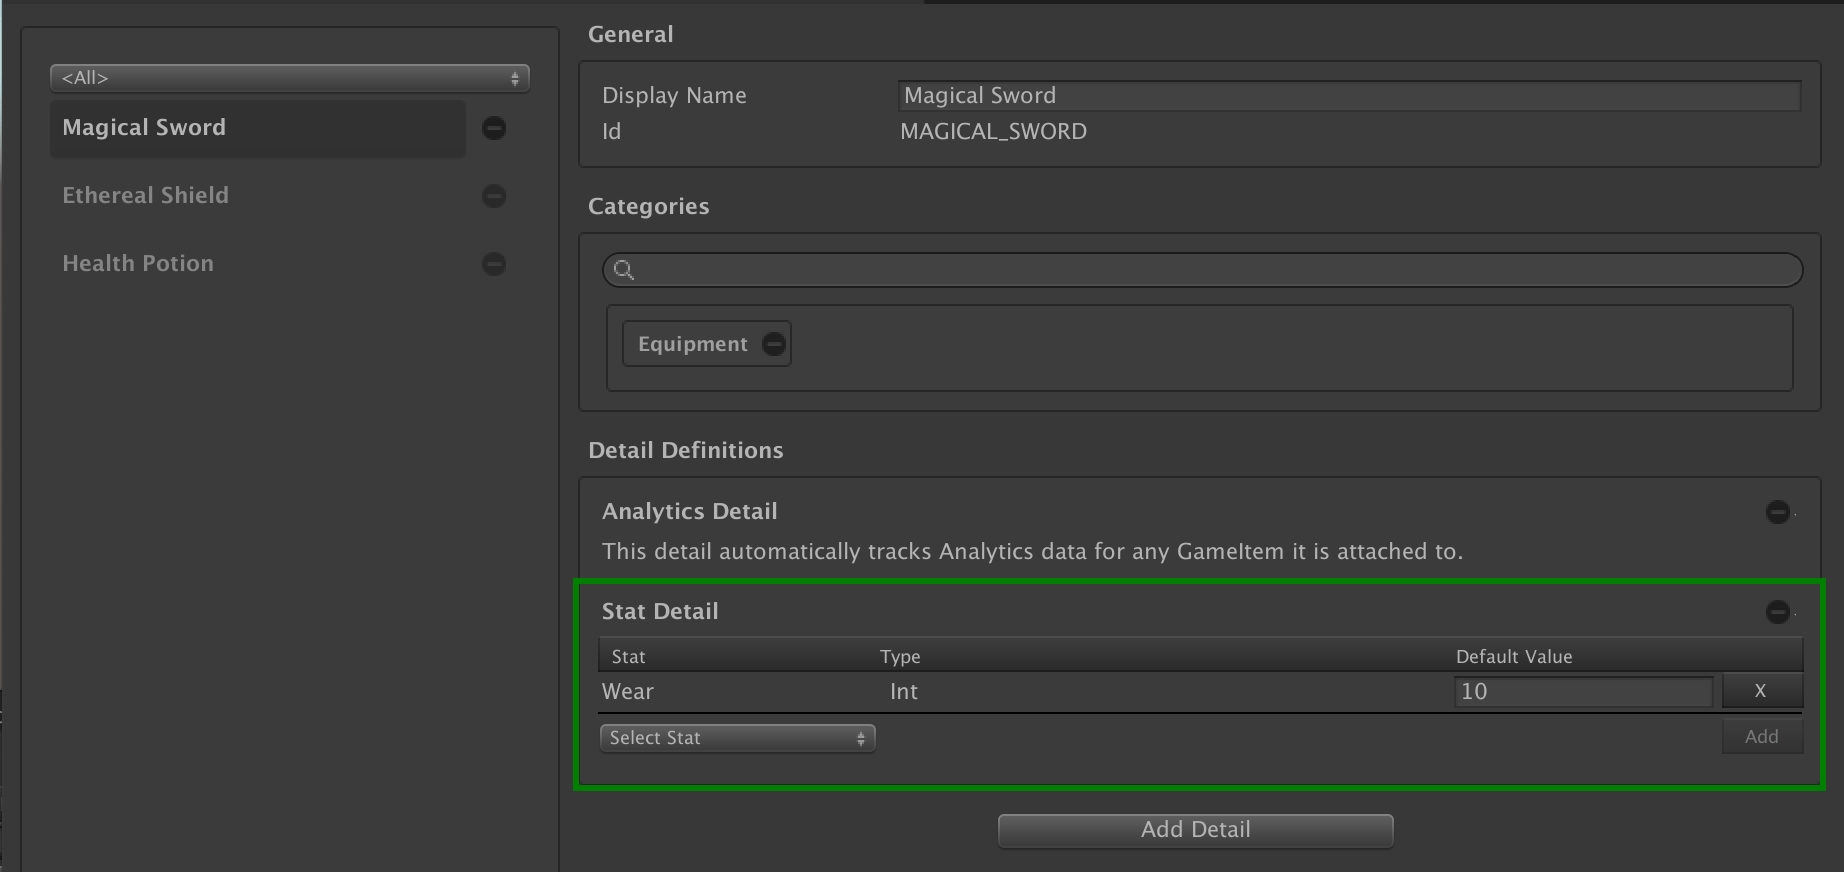 <All>
Magical Sword
Ethereal Shield
Health Potion
General
Display Name Magical Sword
Id MAGICAL_SWORD
Categories
Equipment
Detail Definitions
Analytics Detail
This detail automatically tracks Analytics data for any GameItem it is attached to.
Stat Detail
Stat Type Default Value
Wear Int 10 X
Select Stat Add
Add Detail